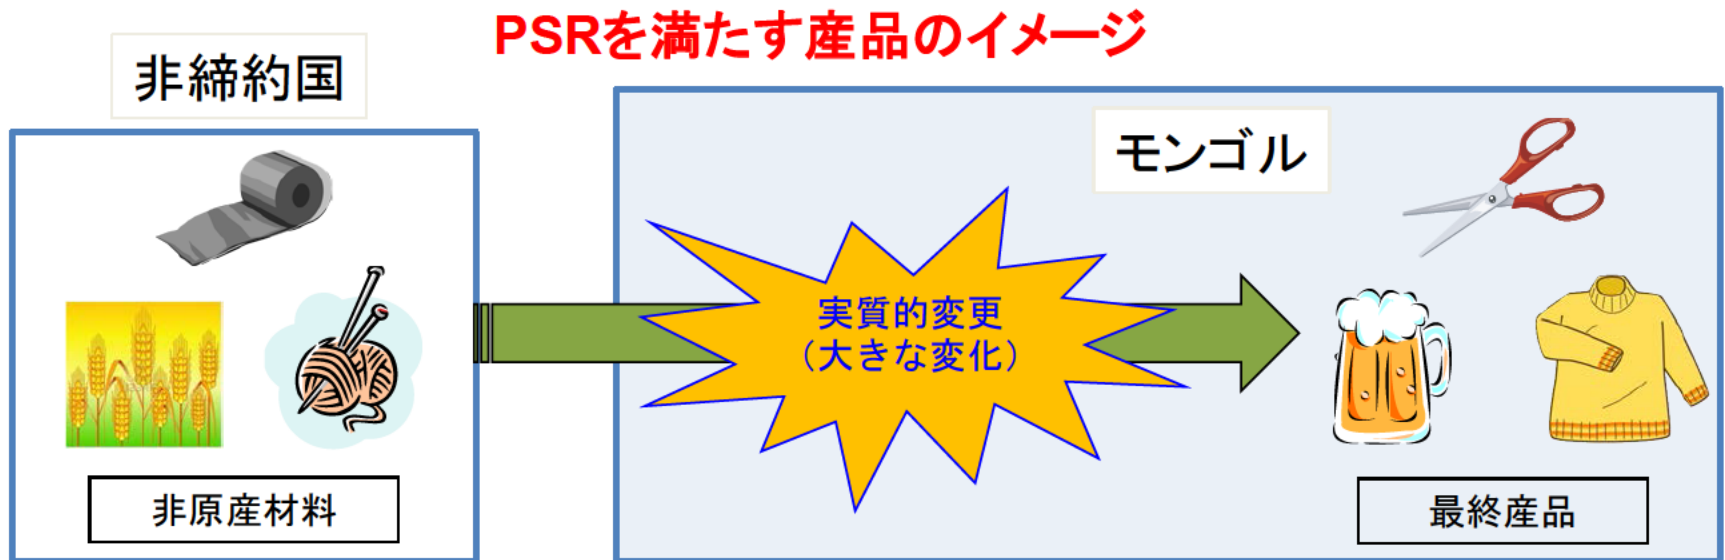 PSRを満たす産品のイメージ
非締約国
モンゴル
実質的変更
（大きな変化）
非原産材料
最終産品